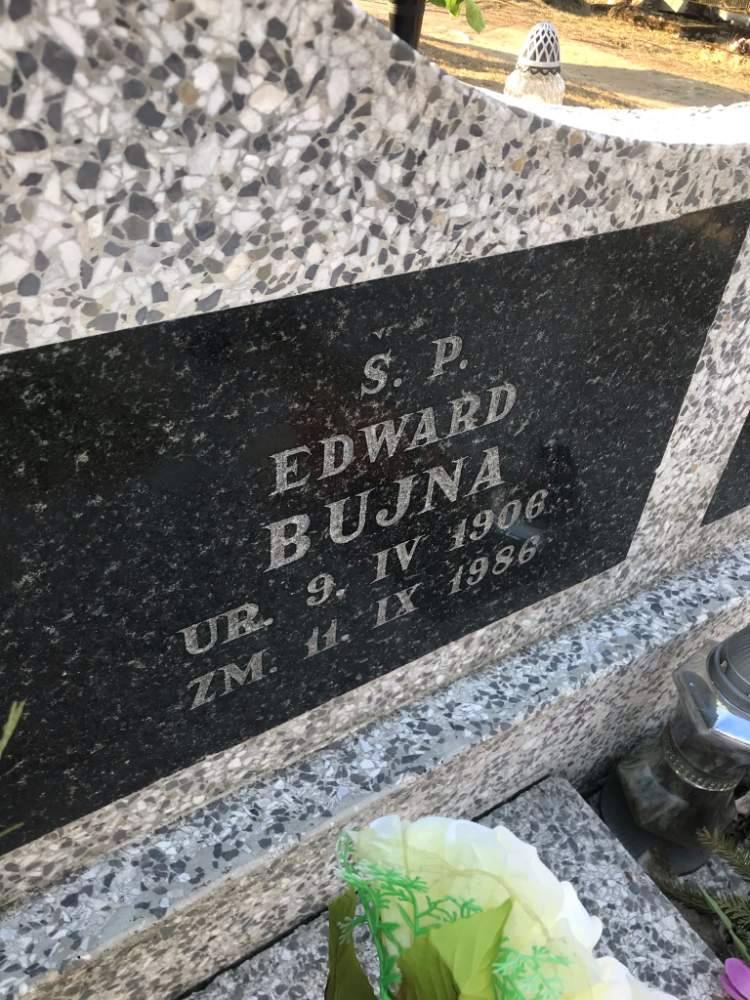 Ś. P.
EDWARD
BUJNA
UR. 9. IV 1906
ZM. 11. IX 1986